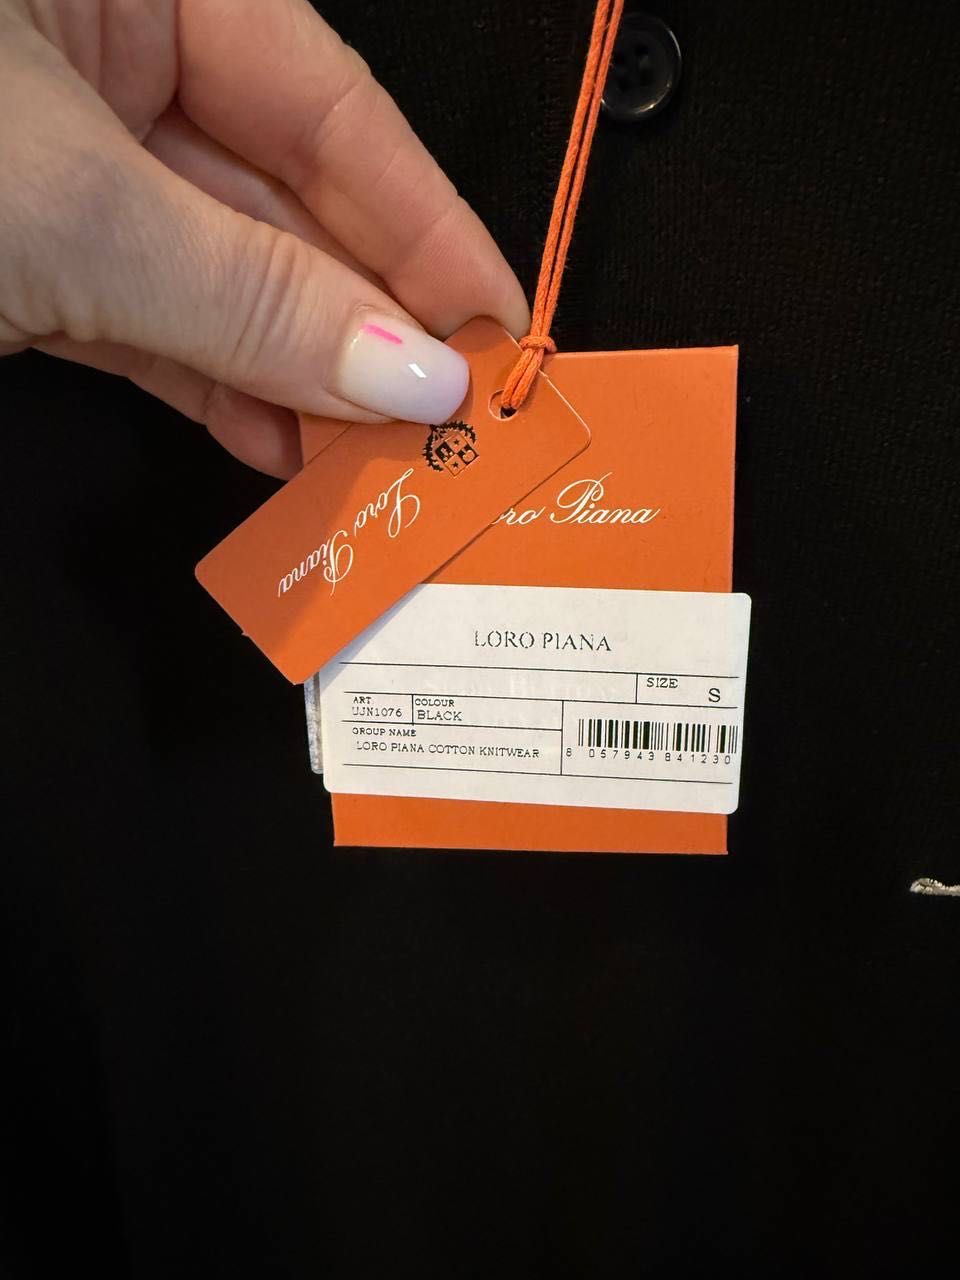 Loro Piana
ro Piana
LORO PIANA
SIZE
S
ART.
UJN1076
COLOUR
BLACK
GROUP NAME
LORO PIANA COTTON KNITWEAR
8 057943 841230